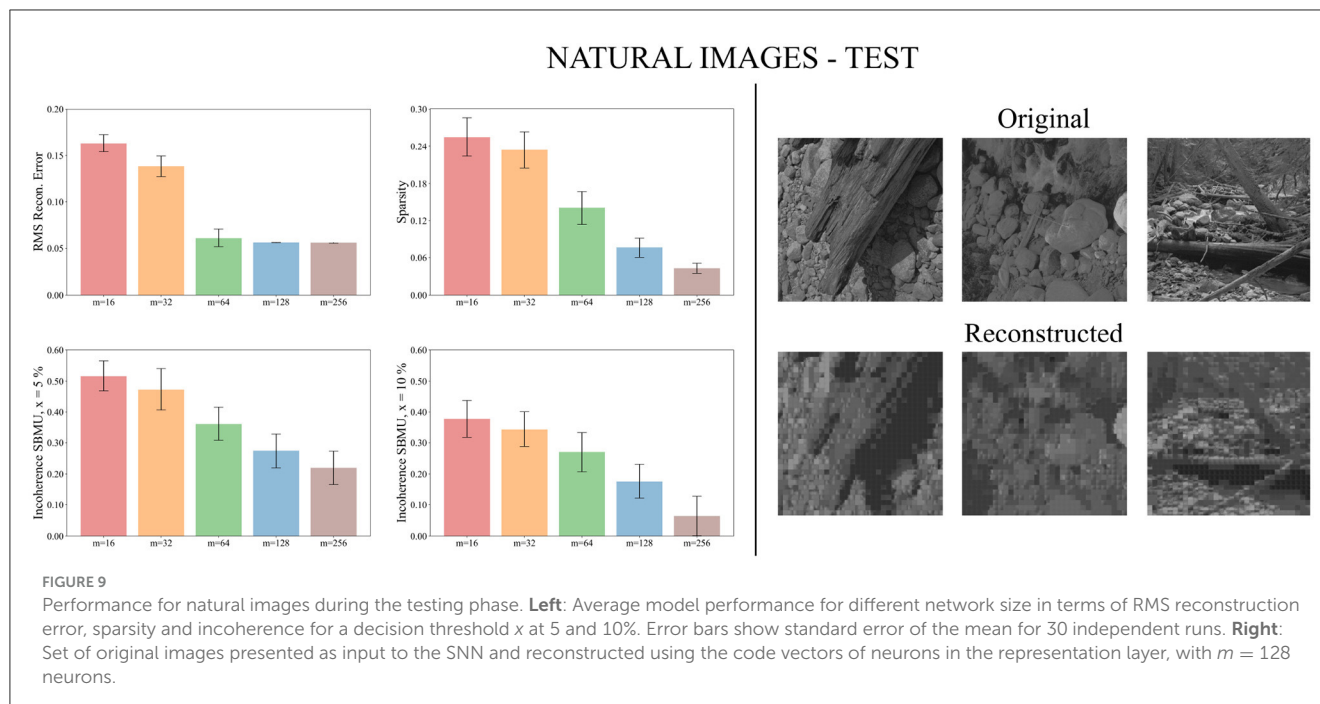 NATURAL IMAGES - TEST
RMS Recon. Error
0.20
0.15
0.10
0.05
0.00
m=16 m=32 m=64 m=128 m=256
Sparsity
0.30
0.24
0.18
0.12
0.06
0.00
m=16 m=32 m=64 m=128 m=256
Incoherence SBMU, x = 5 %
0.60
0.50
0.40
0.30
0.20
0.10
0.00
m=16 m=32 m=64 m=128 m=256
Incoherence SBMU, x = 10 %
0.60
0.50
0.40
0.30
0.20
0.10
0.00
m=16 m=32 m=64 m=128 m=256
Original
Reconstructed
FIGURE 9
Performance for natural images during the testing phase. Left: Average model performance for different network size in terms of RMS reconstruction
error, sparsity and incoherence for a decision threshold x at 5 and 10%. Error bars show standard error of the mean for 30 independent runs. Right:
Set of original images presented as input to the SNN and reconstructed using the code vectors of neurons in the representation layer, with m = 128
neurons.